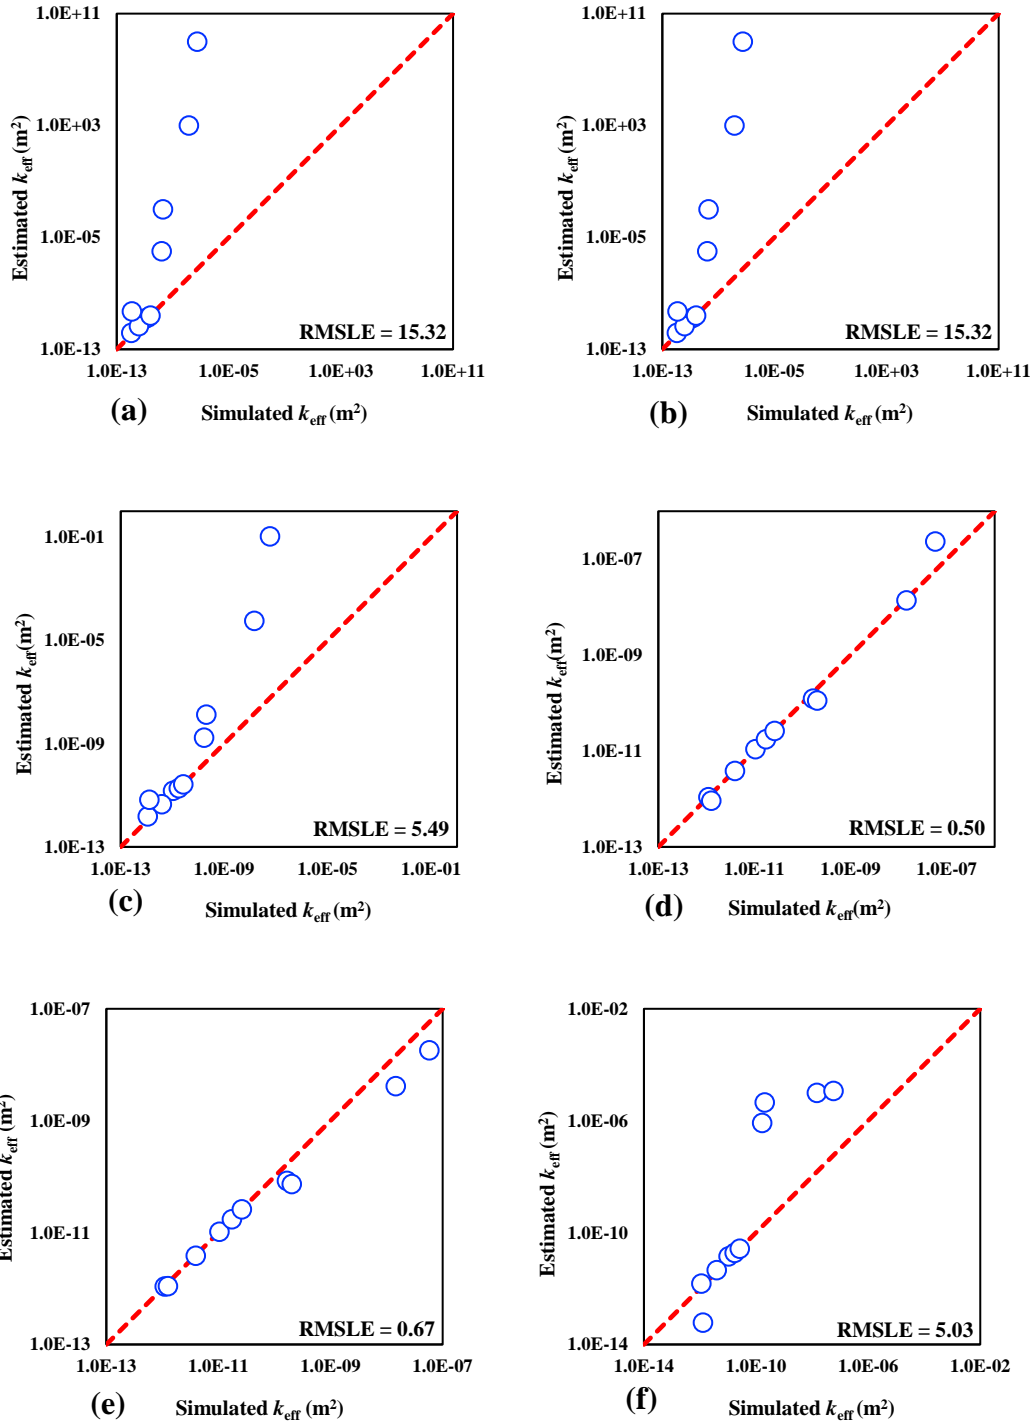 1.0E+11
1.0E+03
1.0E-05
1.0E-13
Estimated keff (m²)
RMSLE = 15.32
1.0E-13 1.0E-05 1.0E+03 1.0E+11
(a) Simulated keff (m²)
1.0E+11
1.0E+03
1.0E-05
1.0E-13
Estimated keff (m²)
RMSLE = 15.32
1.0E-13 1.0E-05 1.0E+03 1.0E+11
(b) Simulated keff (m²)
1.0E-01
1.0E-05
1.0E-09
1.0E-13
Estimated keff(m²)
RMSLE = 5.49
1.0E-13 1.0E-09 1.0E-05 1.0E-01
(c) Simulated keff (m²)
1.0E-07
1.0E-09
1.0E-11
1.0E-13
Estimated keff(m²)
RMSLE = 0.50
1.0E-13 1.0E-11 1.0E-09 1.0E-07
(d) Simulated keff(m²)
1.0E-07
1.0E-09
1.0E-11
1.0E-13
Estimated keff (m²)
RMSLE = 0.67
1.0E-13 1.0E-11 1.0E-09 1.0E-07
(e) Simulated keff (m²)
1.0E-02
1.0E-06
1.0E-10
1.0E-14
Estimated keff (m²)
RMSLE = 5.03
1.0E-14 1.0E-10 1.0E-06 1.0E-02
(f) Simulated keff (m²)